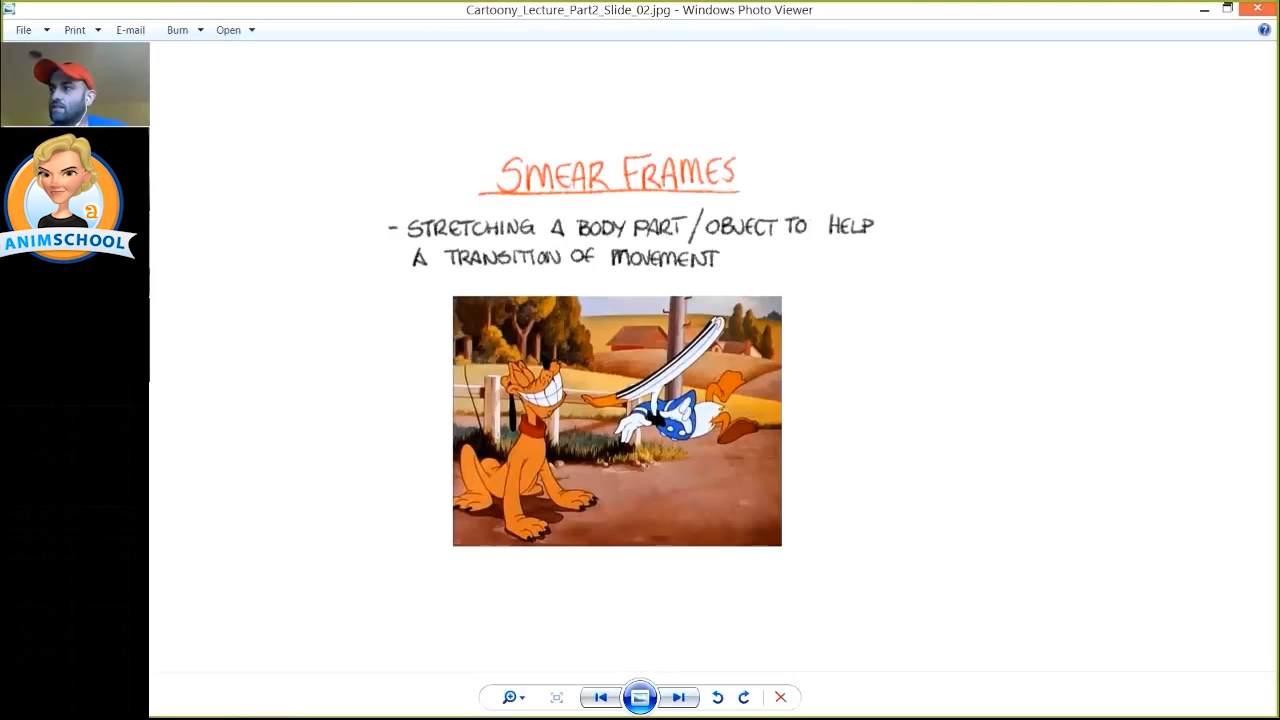 Cartoony_Lecture_Part2_Slide_02.jpg - Windows Photo Viewer
File Print E-mail Burn Open
a
ANIMSCHOOL
SMEAR FRAMES
- STRETCHING A BODY PART/OBJECT TO HELP
A TRANSITION OF MOVEMENT